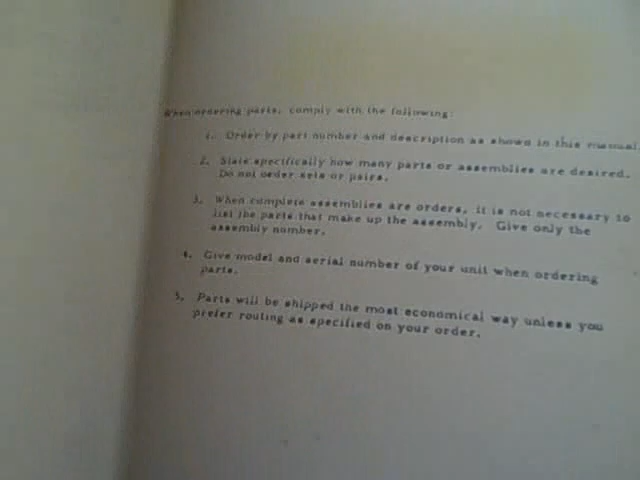 When ordering parts, comply with the following:
1. Order by part number and description as shown in this manual.
2. State specifically how many parts or assemblies are desired.
Do not order sets or pairs.
3. When complete assemblies are orders, it is not necessary to
list the parts that make up the assembly. Give only the
assembly number.
4. Give model and serial number of your unit when ordering
parts.
5. Parts will be shipped the most economical way unless you
prefer routing as specified on your order.